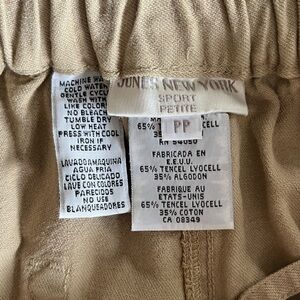 MACHINE WASH
COLD WATER
GENTLE CYCLE
WASH WITH
LIKE COLORS
NO BLEACH
TUMBLE DRY
LOW HEAT
PRESS WITH COOL
IRON IF
NECESSARY
LAVADORAMAQUINA
AGUA FRIA
CICLO DELICADO
LAVE CON COLORES
PARECIDOS
NO USE
BLANQUEADORES
JONES NEW YORK
SPORT
PETITE
PP
65% TENCEL LYOCELL
35%
RN 54050
FABRICADA EN
E.E.U.U.
65% TENCEL LYOCELL
35% ALGODON
FABRIQUE AU
ETATS-UNIS
65% TENCEL LYOCELL
35% COTON
CA 08349